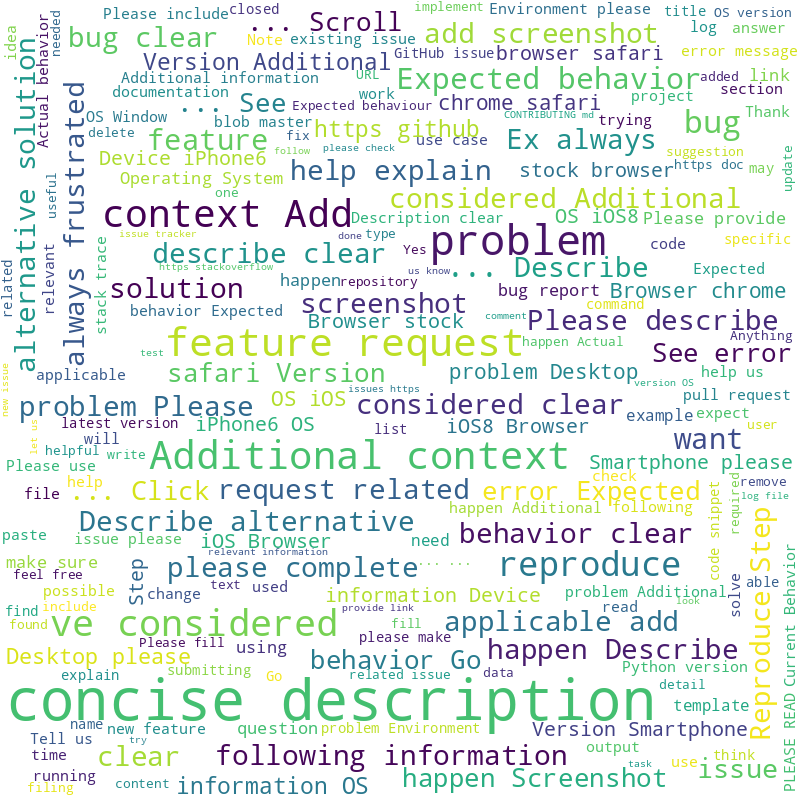 Please include
closed
... Scroll
implement
Environment please
title
OS version
idea
needed
Actual behavior
bug clear
existing issue
add screenshot
log
answer
Note
Version Additional
GitHub issue
browser safari
error message
Additional information
URL
Expected behavior
added
link
documentation
... See
Expected behaviour
work
chrome safari
project
section
OS Window
blob master
https github
CONTRIBUTING md
trying
bug
Thank
delete
feature
fix
use case
Ex always
follow
please check
suggestion
Device iPhone6
help explain
stock browser
https doc
may
update
alternative solution
always frustrated
useful
Operating System
one
considered Additional
context Add
Description clear
OS iOS8
Please provide
issue tracker
done
type
problem
code
specific
related
relevant
stack trace
describe clear
Yes
https stackoverflow
us know
... Describe
Expected
solution
happen
repository
bug report
Browser chrome
behavior Expected
screenshot
command
Browser stock
comment
Please describe
Anything
test
feature request
happen Actual
See error
applicable
safari Version
problem Desktop
help us
issues https
version OS
new issue
problem Please
OS iOS
considered clear
pull request
latest version
iPhone6 OS
list
iOS8 Browser
example
expect
user
let us
will
want
helpful
write
Additional context
Please use
help
Smartphone please
file
... Click
request related
error Expected
check
remove
log file
required
code snippet
happen Additional
following
paste
Describe alternative
behavior clear
issue please
iOS Browser
need
relevant information
... ...
make sure
feel free
Step
please complete
reproduce
solve
able
possible
change
text
used
information Device
problem Additional
look
find
include
provide link
read
found
ve considered
fill
applicable add
Please fill
using
please make
happen Describe
Reproduce
Step
PLEASE READ
Current Behavior
Desktop please
behavior Go
Python version
explain
submitting
Go
related issue
data
detail
concise description
template
name
new feature
question
problem Environment
Version Smartphone
Tell us
try
time
clear
following information
output
use
think
running
task
issue
filing
content
information OS
happen Screenshot